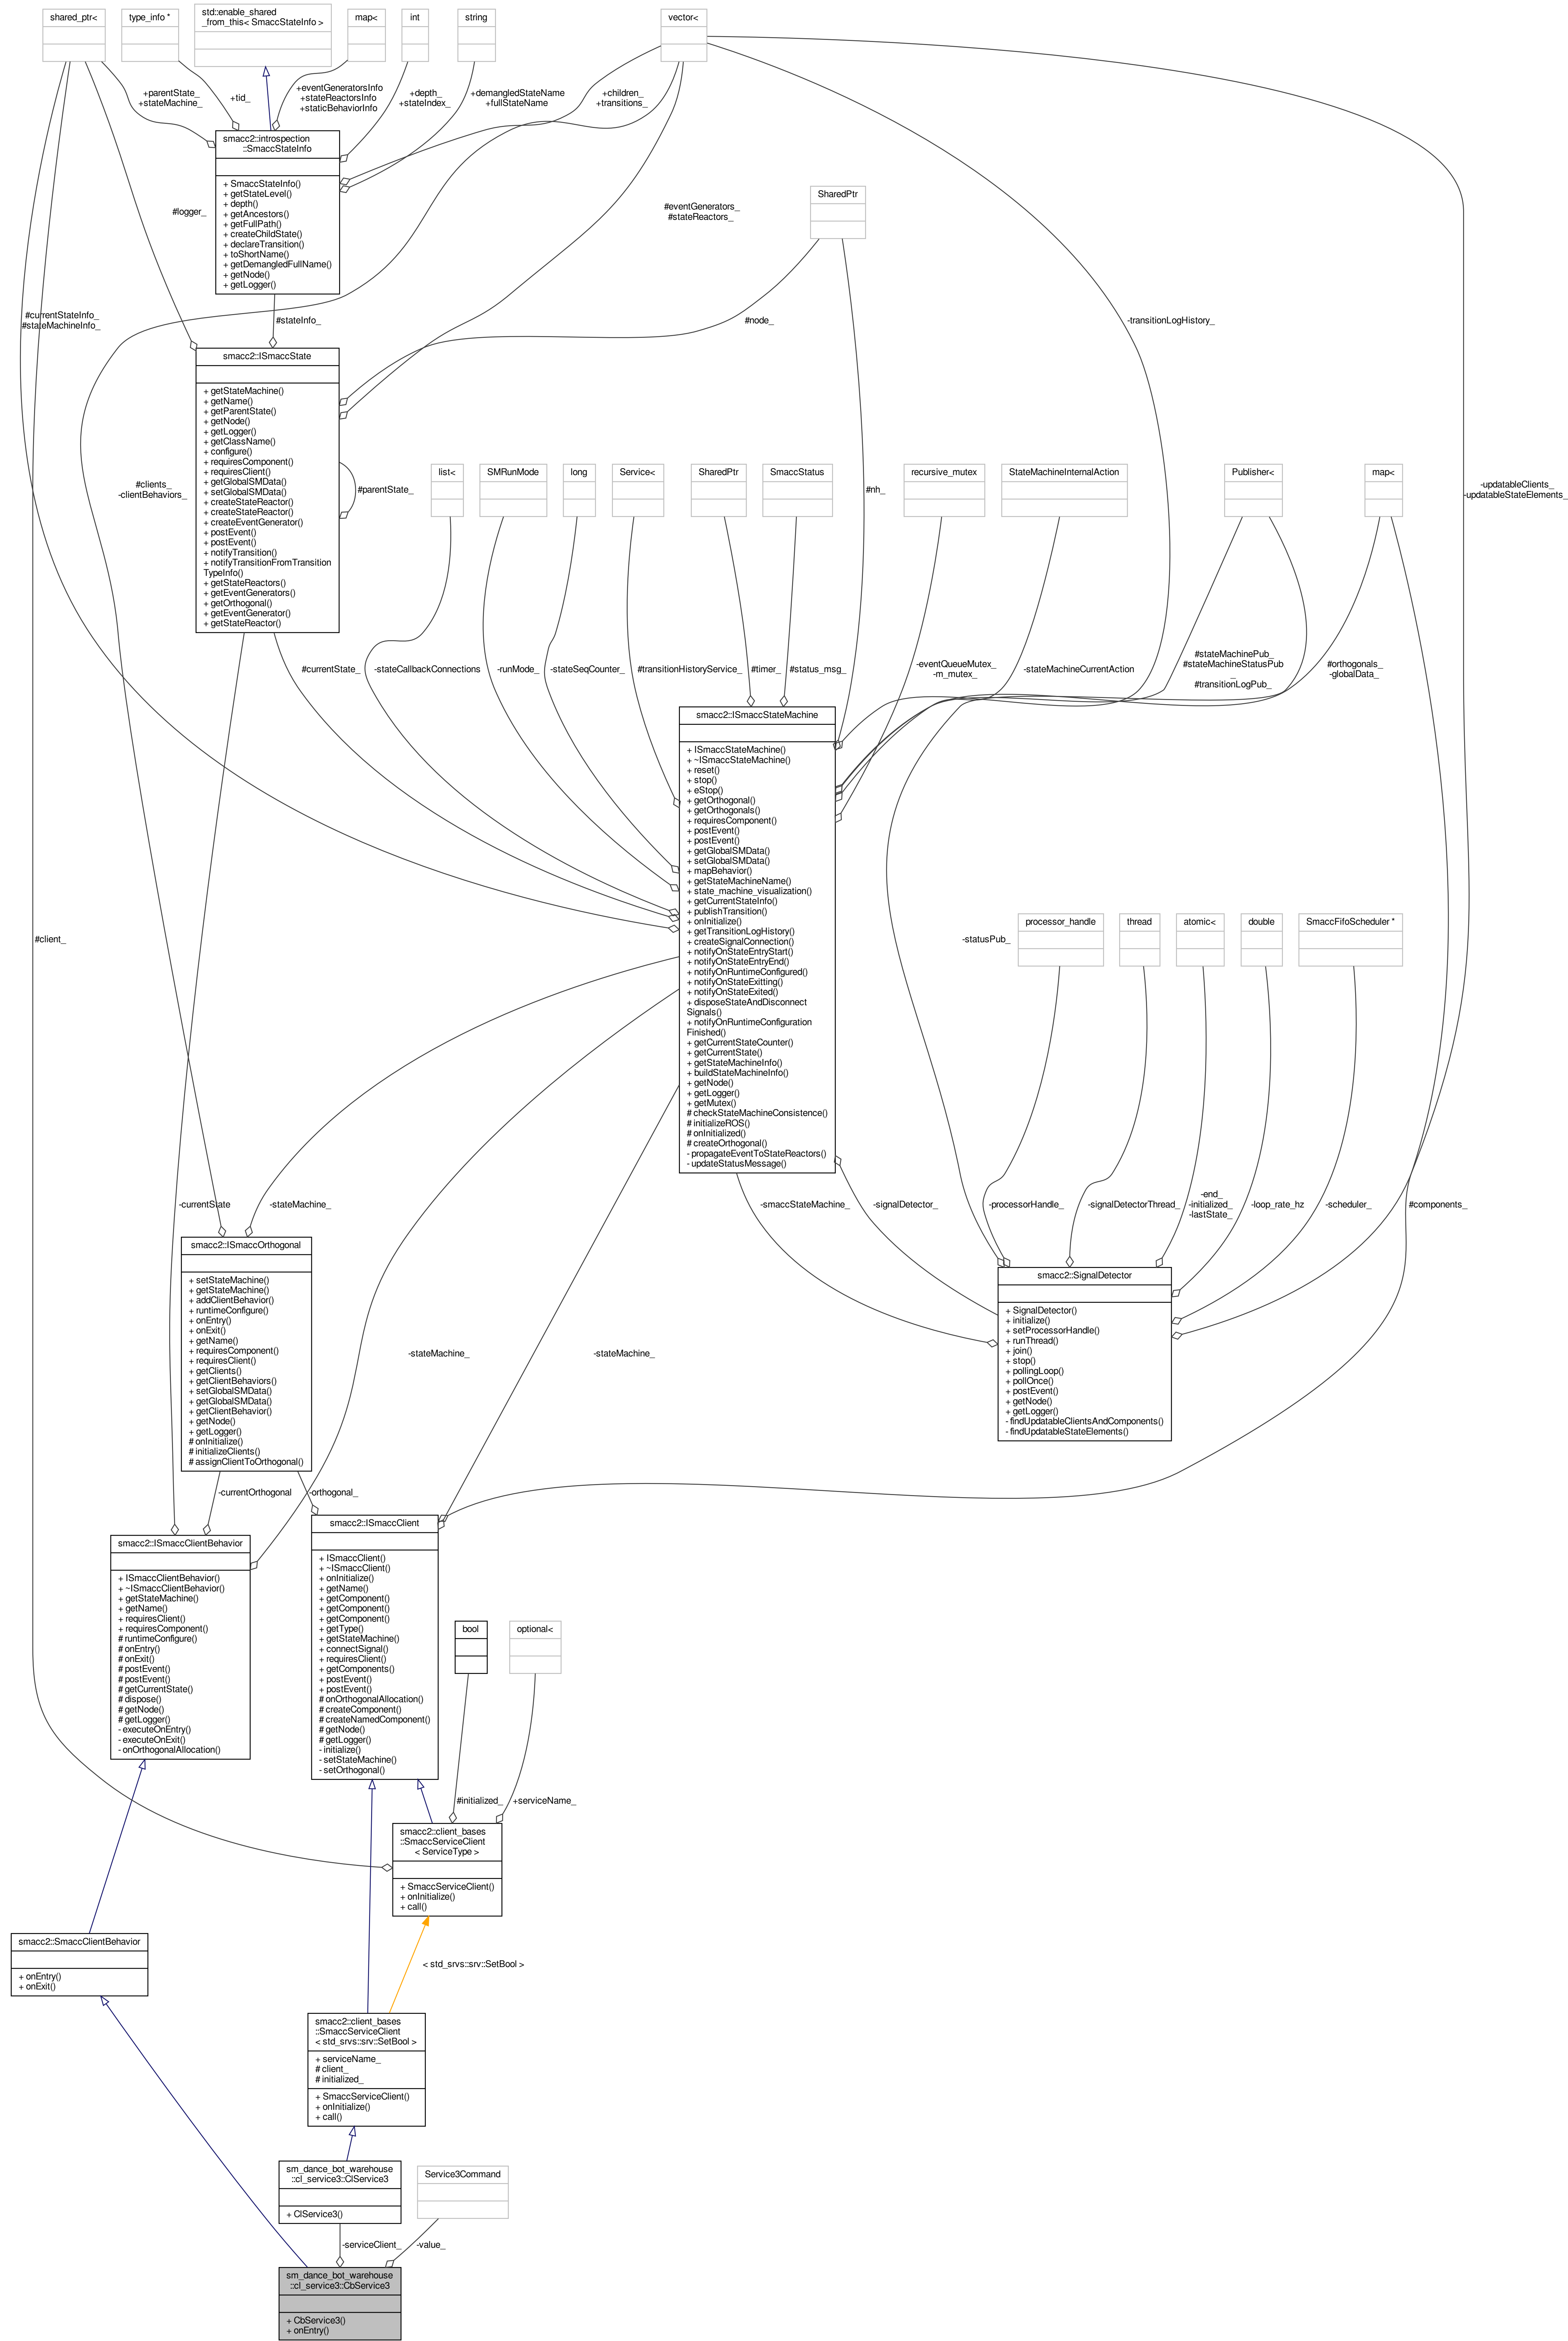 shared_ptr<
type_info *
std::enable_shared
_from_this< SmaccStateInfo >
map<
int
string
vector<
+parentState_
+stateMachine_
+tid_
+eventGeneratorsInfo
+stateReactorsInfo
+staticBehaviorInfo
+depth_
+stateIndex_
+demangledStateName
+fullStateName
+children_
+transitions_
smacc2::introspection
::SmaccStateInfo
+ SmaccStateInfo()
+ getStateLevel()
+ depth()
+ getAncestors()
+ getFullPath()
+ createChildState()
+ declareTransition()
+ toShortName()
+ getDemangledFullName()
+ getNode()
+ getLogger()
SharedPtr
#logger_
#eventGenerators_
#stateReactors_
#currentStateInfo_
#stateMachineInfo_
#stateInfo_
#node_
-transitionLogHistory_
smacc2::ISmaccState
+ getStateMachine()
+ getName()
+ getParentState()
+ getNode()
+ getLogger()
+ getClassName()
+ configure()
+ requiresComponent()
+ requiresClient()
+ getGlobalSMData()
+ setGlobalSMData()
+ createStateReactor()
+ createStateReactor()
+ createEventGenerator()
+ postEvent()
+ postEvent()
+ notifyTransition()
+ notifyTransitionFromTransition
TypeInfo()
+ getStateReactors()
+ getEventGenerators()
+ getOrthogonal()
+ getEventGenerator()
+ getStateReactor()
#clients_
-clientBehaviors_
#parentState_
list<
SMRunMode
long
Service<
SharedPtr
SmaccStatus
#nh_
recursive_mutex
StateMachineInternalAction
Publisher<
map<
-updatableClients_
-updatableStateElements_
#currentState_
-stateCallbackConnections
-runMode_
-stateSeqCounter_
#transitionHistoryService_
#timer_
#status_msg_
-eventQueueMutex_
-m_mutex_
-stateMachineCurrentAction
#stateMachinePub_
#stateMachineStatusPub
_
#transitionLogPub_
#orthogonals_
-globalData_
smacc2::ISmaccStateMachine
+ ISmaccStateMachine()
+ ~ISmaccStateMachine()
+ reset()
+ stop()
+ eStop()
+ getOrthogonal()
+ getOrthogonals()
+ requiresComponent()
+ postEvent()
+ postEvent()
+ getGlobalSMData()
+ setGlobalSMData()
+ mapBehavior()
+ getStateMachineName()
+ state_machine_visualization()
+ getCurrentStateInfo()
+ publishTransition()
+ onInitialize()
+ getTransitionLogHistory()
+ createSignalConnection()
+ notifyOnStateEntryStart()
+ notifyOnStateEntryEnd()
+ notifyOnRuntimeConfigured()
+ notifyOnStateExitting()
+ notifyOnStateExited()
+ disposeStateAndDisconnect
Signals()
+ notifyOnRuntimeConfiguration
Finished()
+ getCurrentStateCounter()
+ getCurrentState()
+ getStateMachineInfo()
+ buildStateMachineInfo()
+ getNode()
+ getLogger()
+ getMutex()
# checkStateMachineConsistence()
# initializeROS()
# onInitialized()
# createOrthogonal()
- propagateEventToStateReactors()
- updateStatusMessage()
#client_
-statusPub_
processor_handle
thread
atomic<
double
SmaccFifoScheduler *
-currentState
-stateMachine_
-smaccStateMachine_
-signalDetector_
-processorHandle_
-signalDetectorThread_
-end_
-initialized_
-lastState_
-loop_rate_hz
-scheduler_
#components_
smacc2::ISmaccOrthogonal
+ setStateMachine()
+ getStateMachine()
+ addClientBehavior()
+ runtimeConfigure()
+ onEntry()
+ onExit()
+ getName()
+ requiresComponent()
+ requiresClient()
+ getClients()
+ getClientBehaviors()
+ setGlobalSMData()
+ getGlobalSMData()
+ getClientBehavior()
+ getNode()
+ getLogger()
# onInitialize()
# initializeClients()
# assignClientToOrthogonal()
smacc2::SignalDetector
+ SignalDetector()
+ initialize()
+ setProcessorHandle()
+ runThread()
+ join()
+ stop()
+ pollingLoop()
+ pollOnce()
+ postEvent()
+ getNode()
+ getLogger()
- findUpdatableClientsAndComponents()
- findUpdatableStateElements()
-stateMachine_
-stateMachine_
-currentOrthogonal
-orthogonal_
smacc2::ISmaccClientBehavior
+ ISmaccClientBehavior()
+ ~ISmaccClientBehavior()
+ getStateMachine()
+ getName()
+ requiresClient()
+ requiresComponent()
# runtimeConfigure()
# onEntry()
# onExit()
# postEvent()
# postEvent()
# getCurrentState()
# dispose()
# getNode()
# getLogger()
- executeOnEntry()
- executeOnExit()
- onOrthogonalAllocation()
smacc2::ISmaccClient
+ ISmaccClient()
+ ~ISmaccClient()
+ onInitialize()
+ getName()
+ getComponent()
+ getComponent()
+ getComponent()
+ getType()
+ getStateMachine()
+ connectSignal()
+ requiresClient()
+ getComponents()
+ postEvent()
+ postEvent()
# onOrthogonalAllocation()
# createComponent()
# createNamedComponent()
# getNode()
# getLogger()
- initialize()
- setStateMachine()
- setOrthogonal()
bool
optional<
#initialized_
+serviceName_
smacc2::client_bases
::SmaccServiceClient
< ServiceType >
+ SmaccServiceClient()
+ onInitialize()
+ call()
smacc2::SmaccClientBehavior
+ onEntry()
+ onExit()
< std_srvs::srv::SetBool >
smacc2::client_bases
::SmaccServiceClient
< std_srvs::srv::SetBool >
+ serviceName_
# client_
# initialized_
+ SmaccServiceClient()
+ onInitialize()
+ call()
sm_dance_bot_warehouse
::cl_service3::ClService3
+ ClService3()
Service3Command
-serviceClient_
-value_
sm_dance_bot_warehouse
::cl_service3::CbService3
+ CbService3()
+ onEntry()